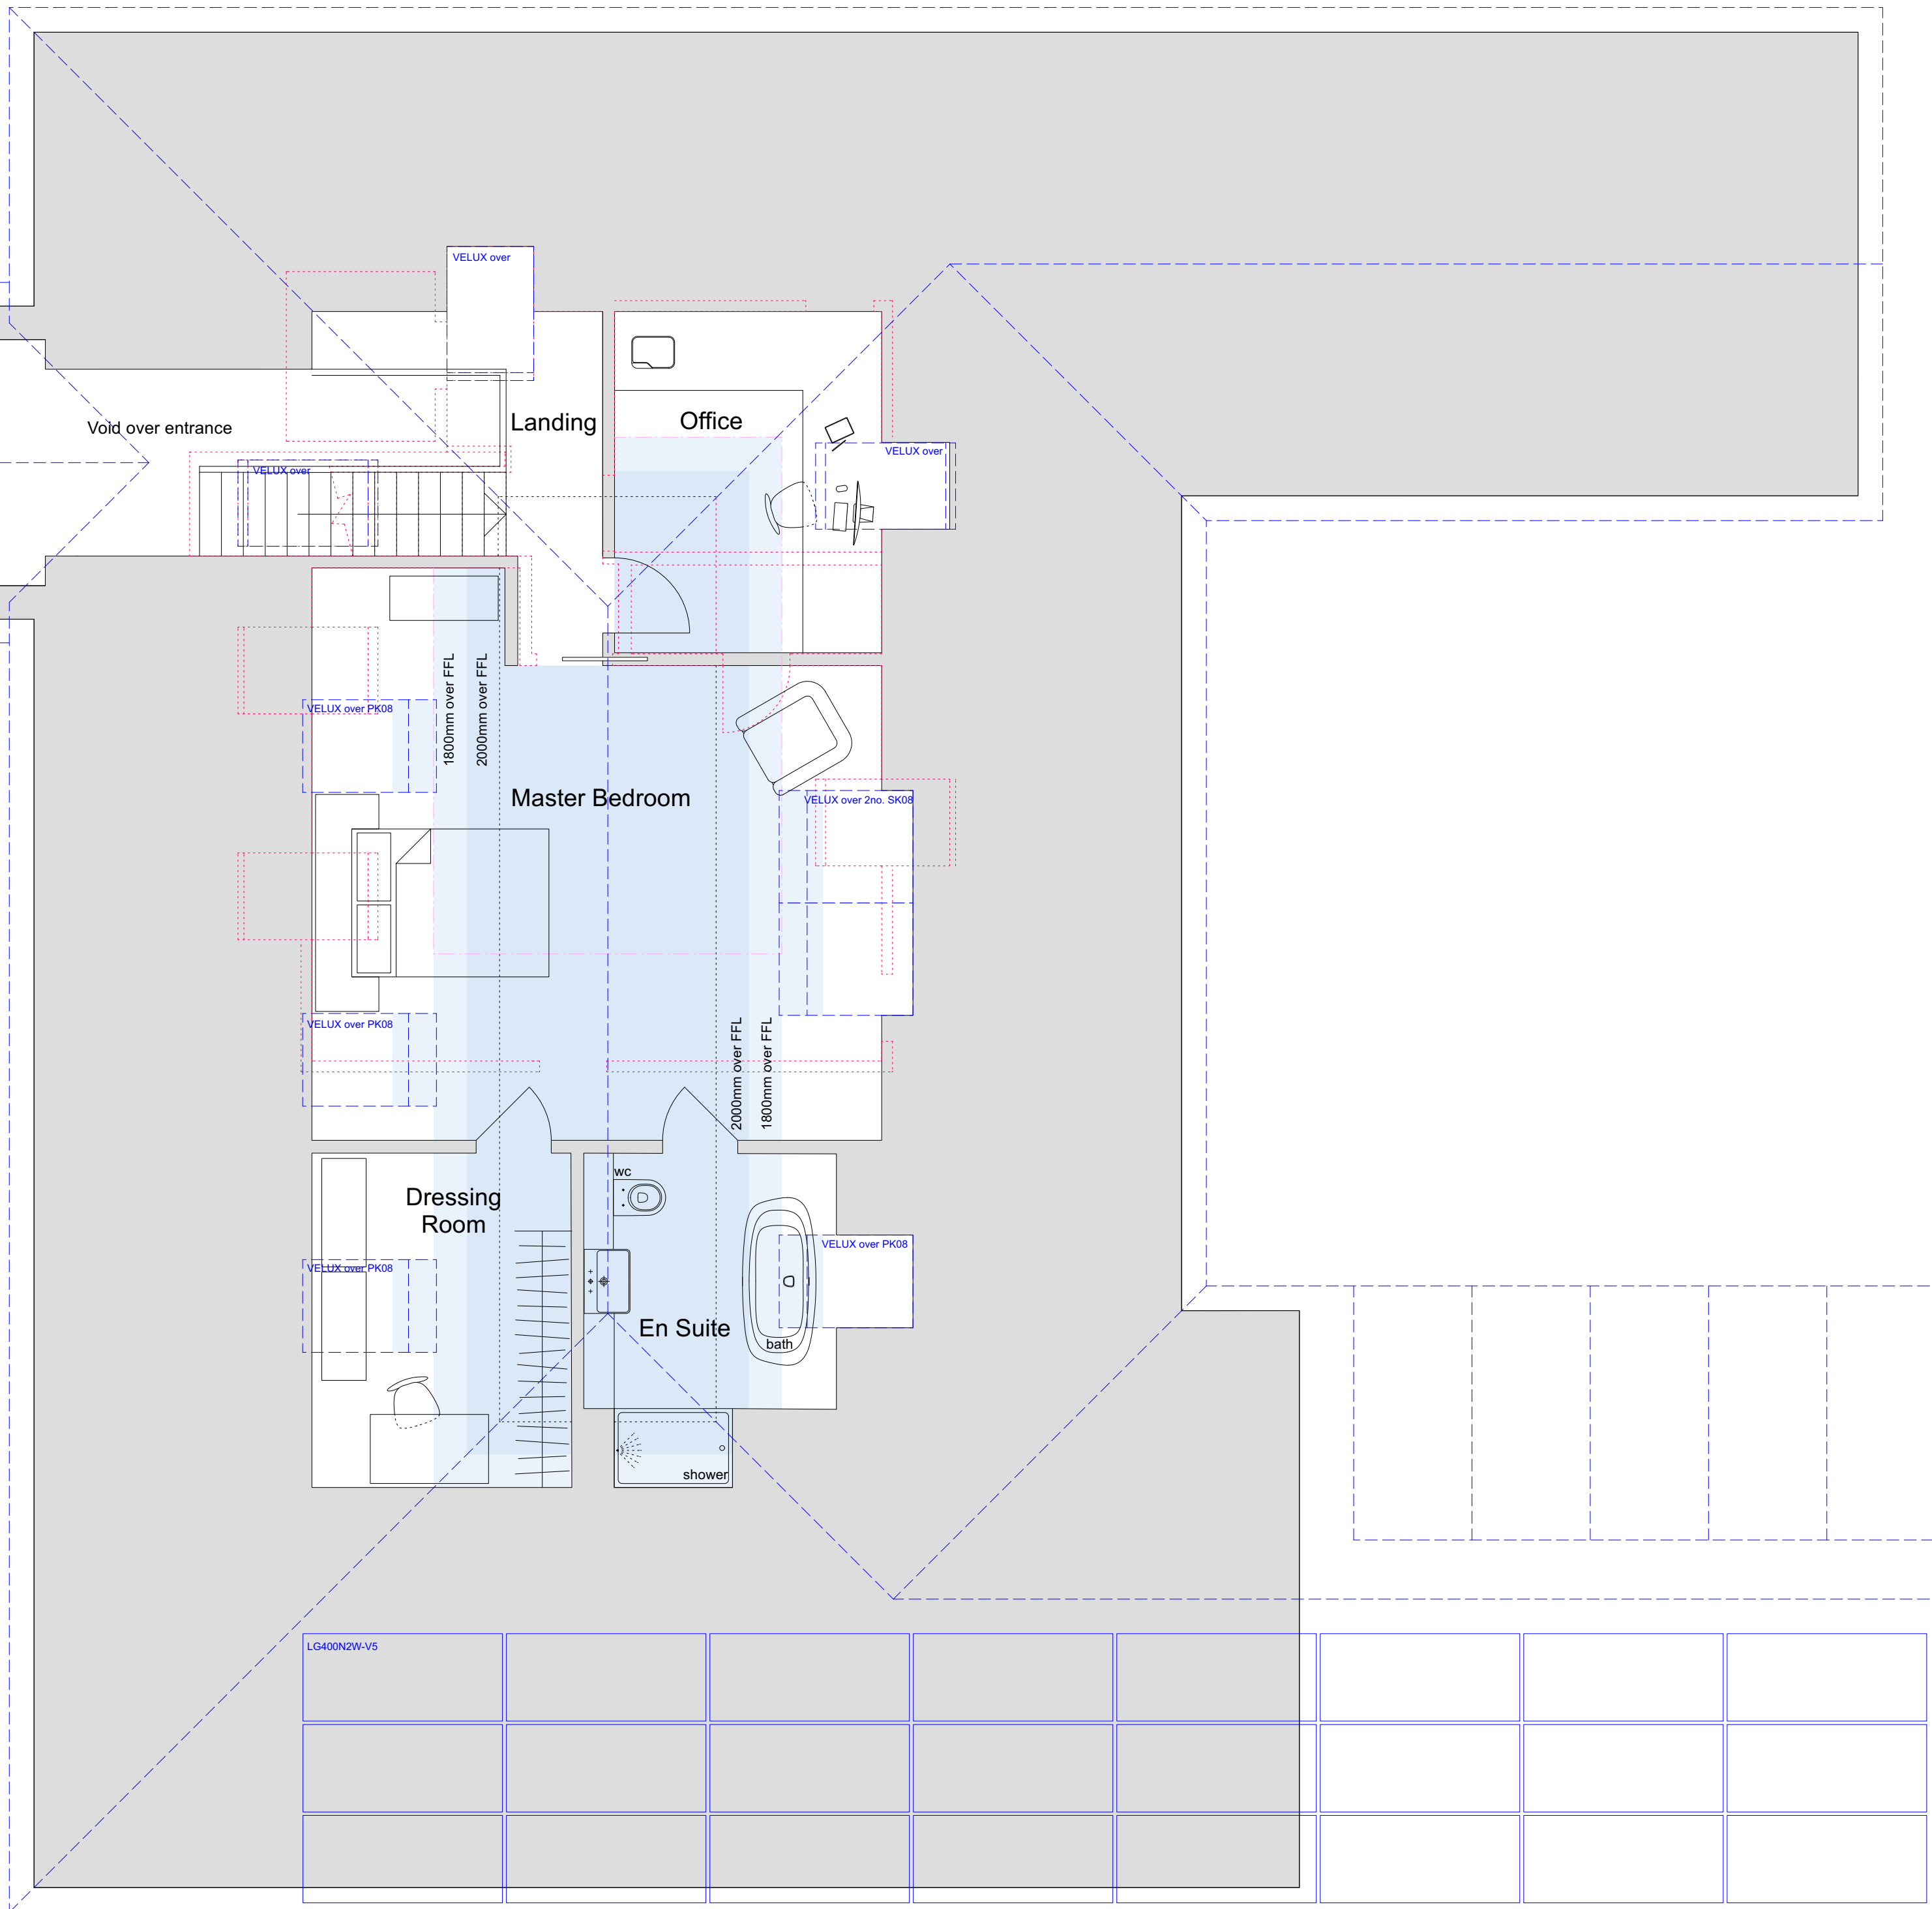 VELUX over
Void over entrance
Landing
Office
VELUX over
VELUX over
1800mm over FFL
2000mm over FFL
VELUX over PK08
Master Bedroom
VELUX over 2no. SK08
VELUX over PK08
2000mm over FFL
1800mm over FFL
wc
Dressing
Room
VELUX over PK08
VELUX over PK08
En Suite
bath
shower
LG400N2W-V5